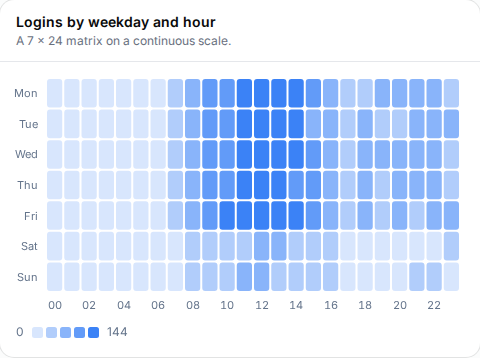 Logins by weekday and hour
A 7 × 24 matrix on a continuous scale.
Mon
Tue
Wed
Thu
Fri
Sat
Sun
00 02 04 06 08 10 12 14 16 18 20 22
0 144